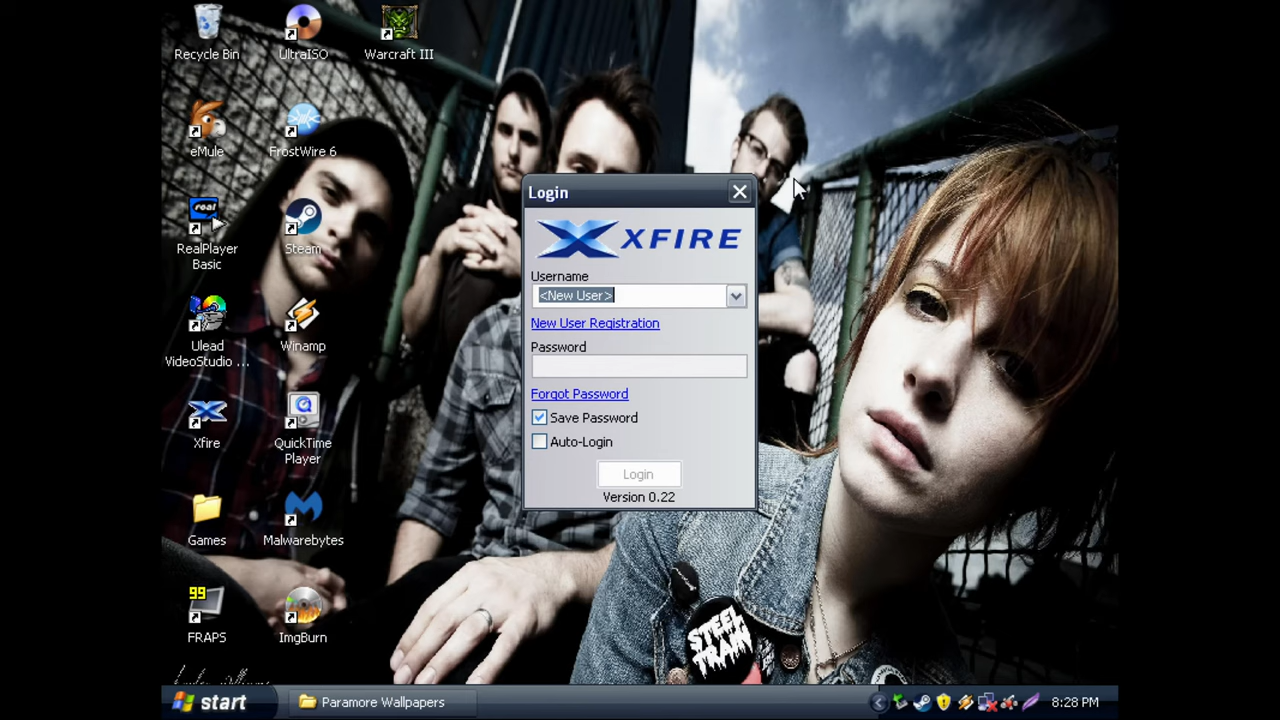 Recycle Bin
UltraISO
Warcraft III
eMule
FrostWire 6
real
RealPlayer
Basic
Steam
Ulead
VideoStudio ...
Winamp
Xfire
QuickTime
Player
Games
Malwarebytes
99
FRAPS
ImgBurn
Login
XFIRE
Username
<New User>
New User Registration
Password
Forgot Password
Save Password
Auto-Login
Login
Version 0.22
STEEL
TRAIN
start
Paramore Wallpapers
8:28 PM